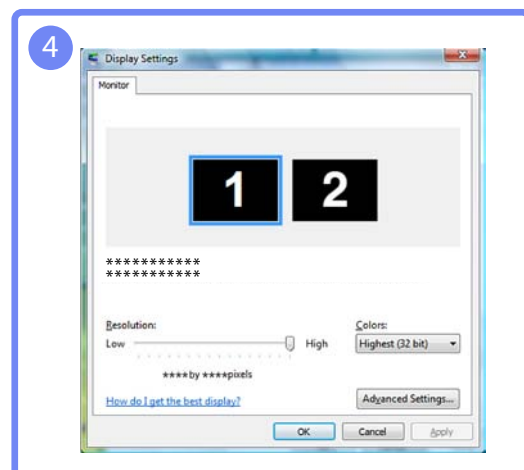 4
Display Settings
Monitor
1 2
***********
***********
Resolution: Colors:
Low High Highest (32 bit)
**** by ****pixels
How do I get the best display? Advanced Settings...
OK Cancel Apply